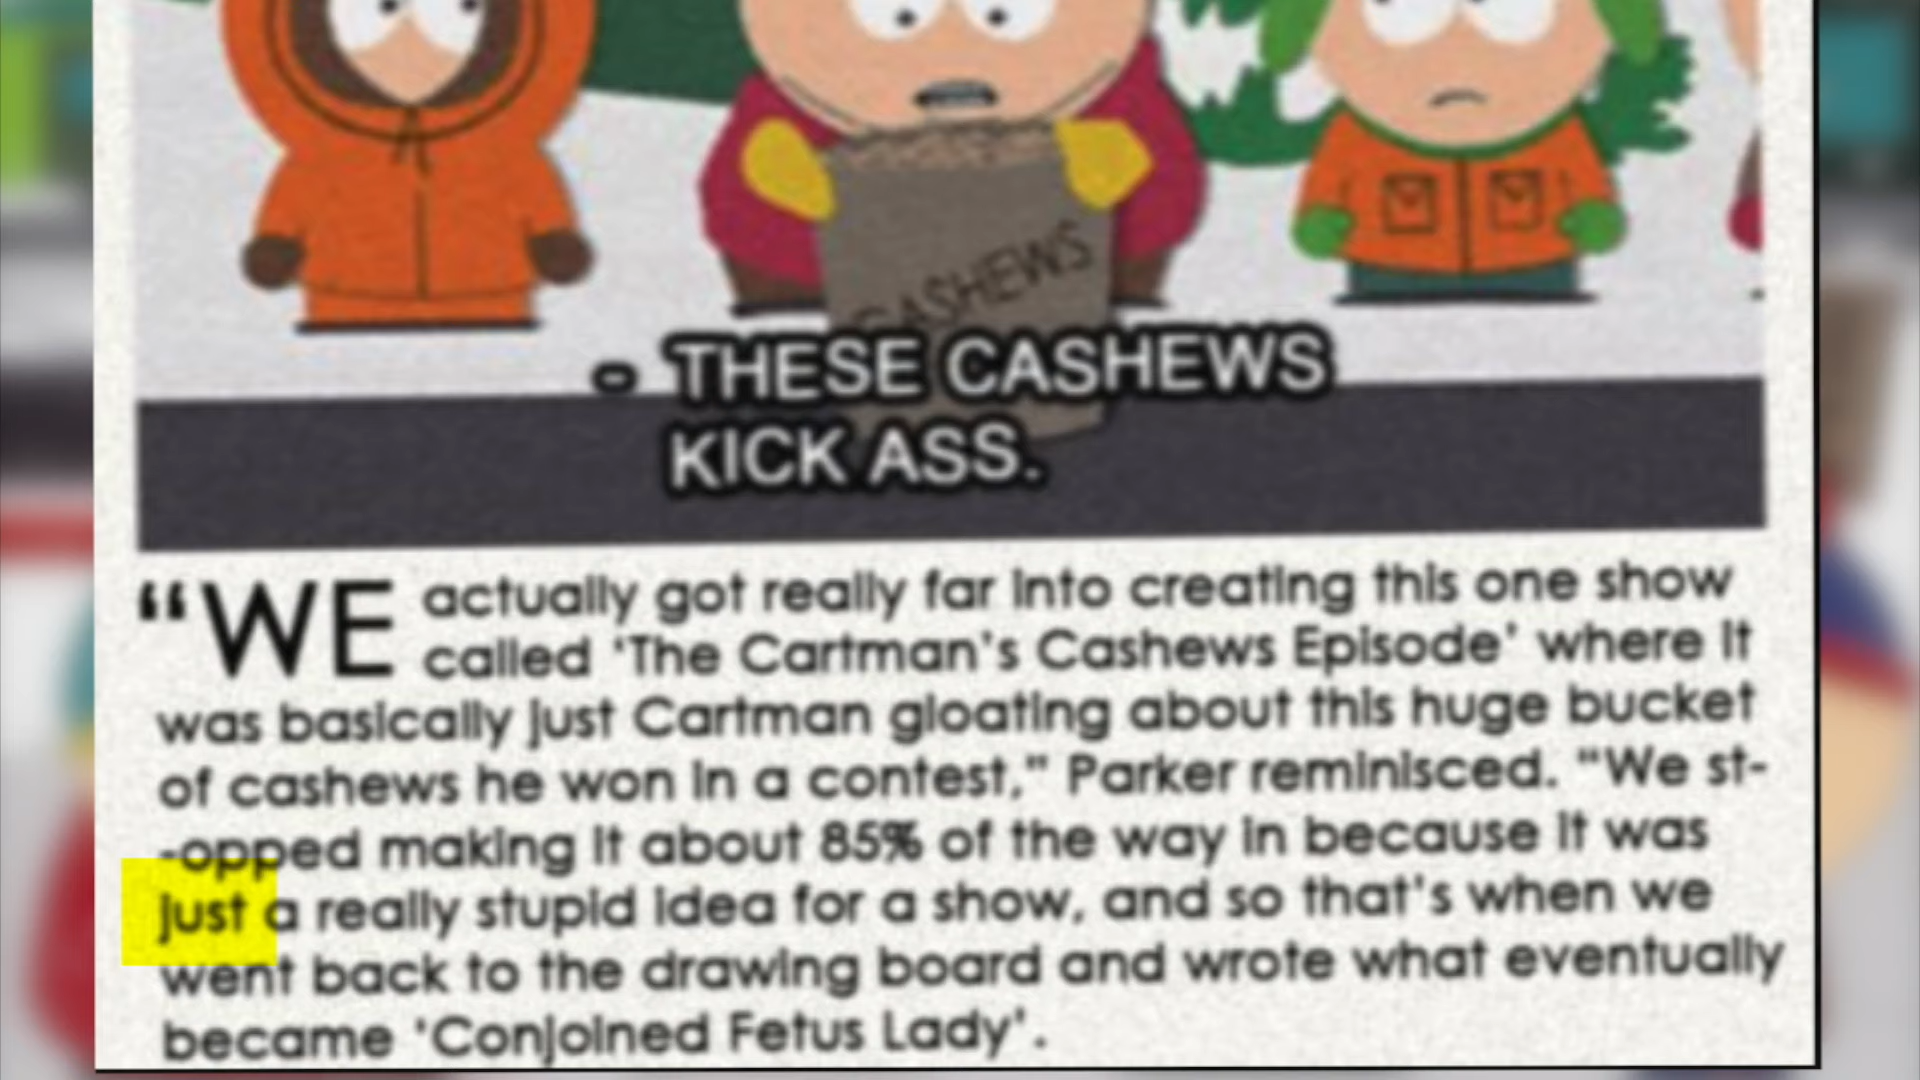 CASHEWS
- THESE CASHEWS
KICK ASS.
“WE actually got really far into creating this one show
called ‘The Cartman’s Cashews Episode’ where it
was basically just Cartman gloating about this huge bucket
of cashews he won in a contest,” Parker reminisced. “We st-
-opped making it about 85% of the way in because it was
just a really stupid idea for a show, and so that’s when we
went back to the drawing board and wrote what eventually
became ‘Conjoined Fetus Lady’.